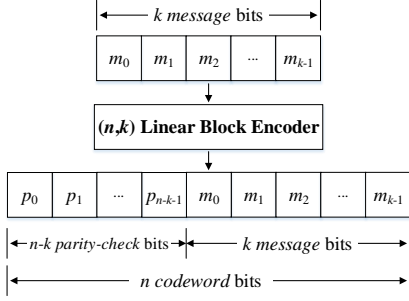 k message bits
m0 m1 m2 ... mk-1
(n,k) Linear Block Encoder
p0 p1 ... pn-k-1 m0 m1 m2 ... mk-1
n-k parity-check bits k message bits
n codeword bits